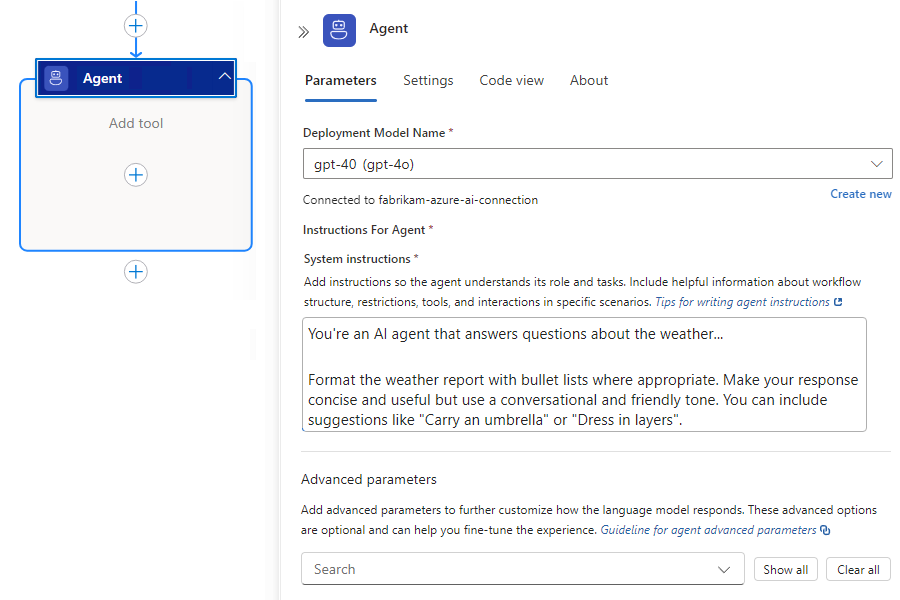 Agent
Add tool
Agent
Parameters Settings Code view About
Deployment Model Name *
gpt-40 (gpt-4o)
Connected to fabrikam-azure-ai-connection
Create new
Instructions For Agent *
System instructions *
Add instructions so the agent understands its role and tasks. Include helpful information about workflow
structure, restrictions, tools, and interactions in specific scenarios. Tips for writing agent instructions
You're an AI agent that answers questions about the weather...
Format the weather report with bullet lists where appropriate. Make your response
concise and useful but use a conversational and friendly tone. You can include
suggestions like "Carry an umbrella" or "Dress in layers".
Advanced parameters
Add advanced parameters to further customize how the language model responds. These advanced options
are optional and can help you fine-tune the experience. Guideline for agent advanced parameters
Search Show all Clear all